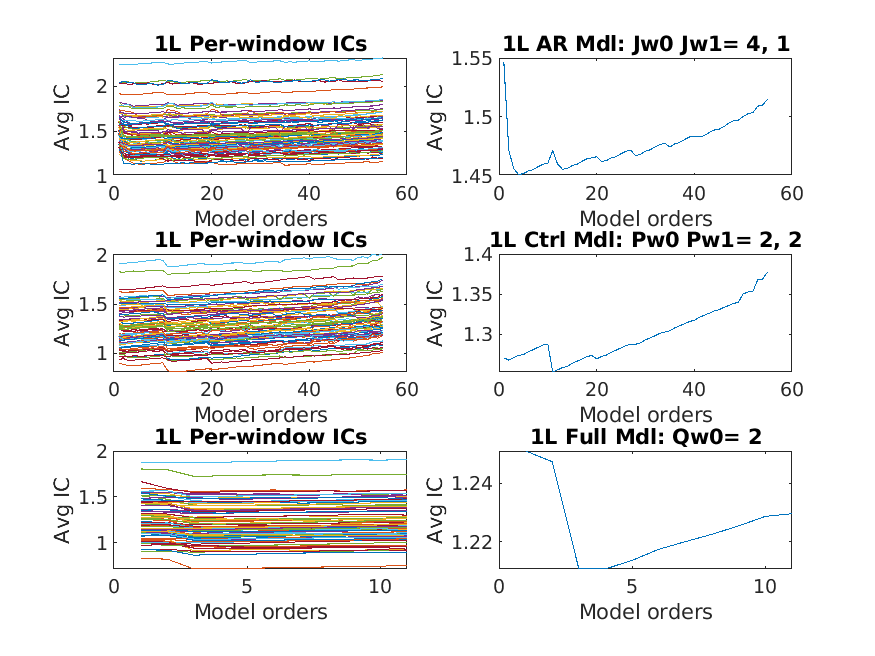 1L Per-window ICs
Avg IC
2
1.5
1
0 20 40 60
Model orders
1L AR Mdl: Jw0 Jw1= 4, 1
Avg IC
1.55
1.5
1.45
0 20 40 60
Model orders
1L Per-window ICs
Avg IC
2
1.5
1
0 20 40 60
Model orders
1L Ctrl Mdl: Pw0 Pw1= 2, 2
Avg IC
1.4
1.35
1.3
0 20 40 60
Model orders
1L Per-window ICs
Avg IC
2
1.5
1
0 5 10
Model orders
1L Full Mdl: Qw0= 2
Avg IC
1.24
1.22
0 5 10
Model orders